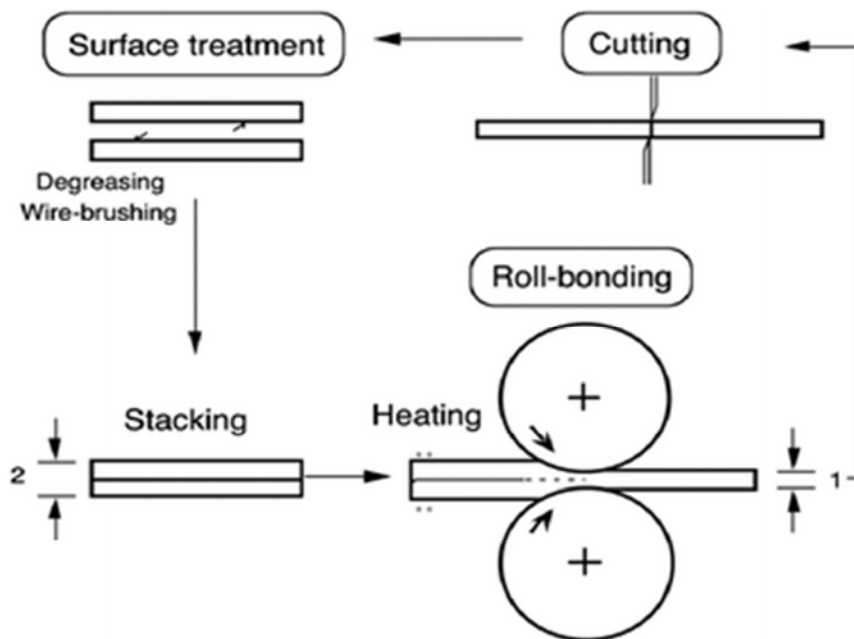 Surface treatment
Cutting
Degreasing
Wire-brushing
Roll-bonding
Stacking
Heating
2
1